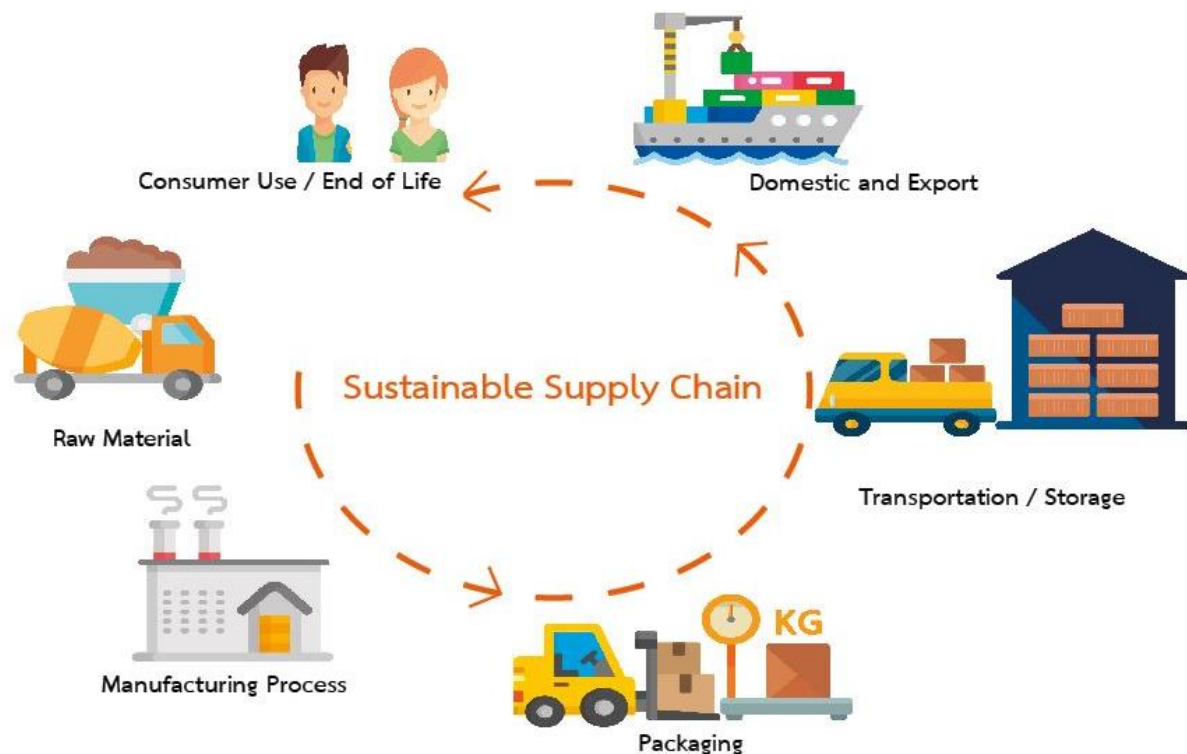 Consumer Use / End of Life
Domestic and Export
Raw Material
Sustainable Supply Chain
Transportation / Storage
Manufacturing Process
KG
Packaging